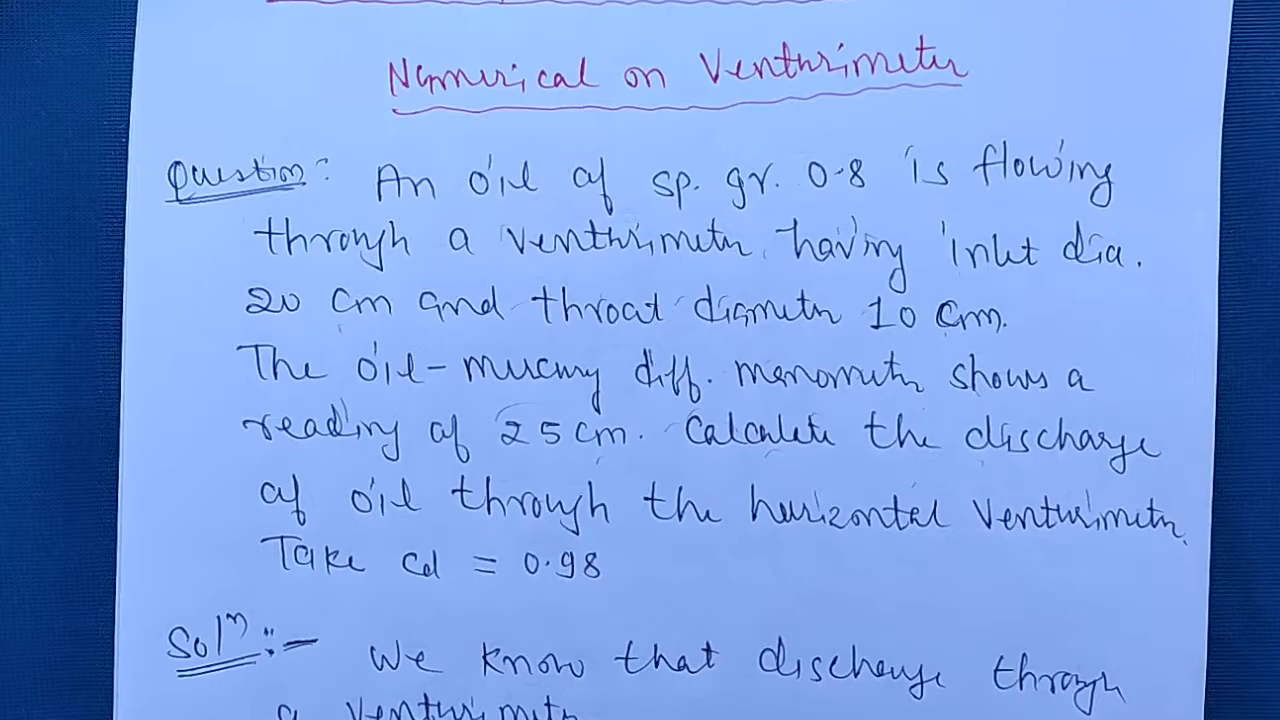 Numerical on Venturimeter
Question: An oil of sp. gr. 0.8 is flowing
through a venturimeter having inlet dia.
20 cm and throat diameter 10 cm.
The oil-mercury diff. manometer shows a
reading of 25 cm. Calculate the discharge
of oil through the horizontal venturimeter.
Take cd = 0.98
Solⁿ :- We know that discharge through
a venturimeter